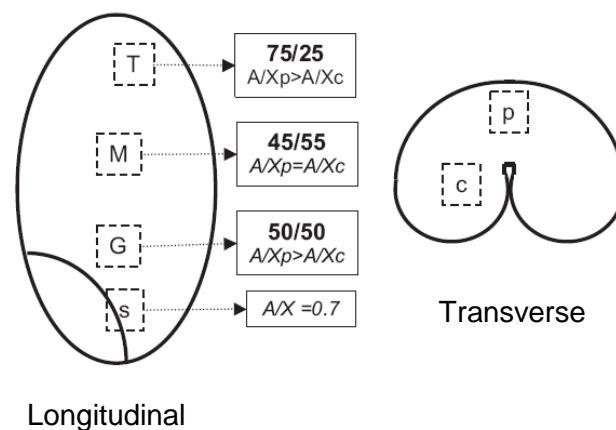 T
75/25
A/Xp>A/Xc
M
45/55
A/Xp=A/Xc
G
50/50
A/Xp>A/Xc
s
A/X =0.7
Longitudinal
p
c
Transverse